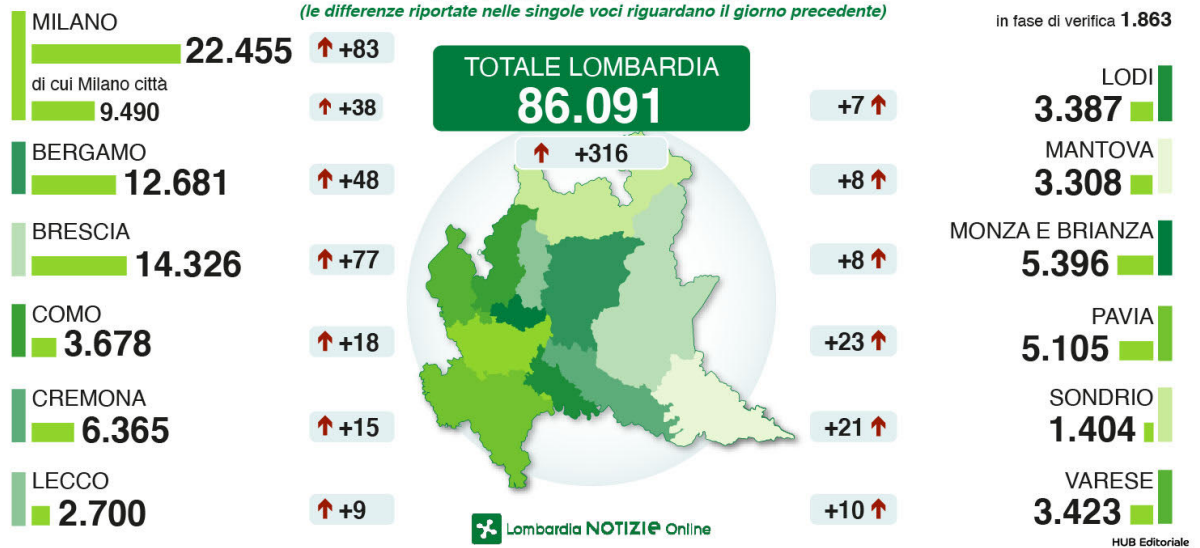 (le differenze riportate nelle singole voci riguardano il giorno precedente)
in fase di verifica 1.863
MILANO
22.455
+83
di cui Milano città
9.490
+38
BERGAMO
12.681
+48
BRESCIA
14.326
+77
COMO
3.678
+18
CREMONA
6.365
+15
LECCO
2.700
+9
TOTALE LOMBARDIA
86.091
+316
LODI
+7
3.387
MANTOVA
+8
3.308
MONZA E BRIANZA
+8
5.396
PAVIA
+23
5.105
SONDRIO
+21
1.404
VARESE
+10
3.423
Lombardia NOTIZIE Online
HUB Editoriale